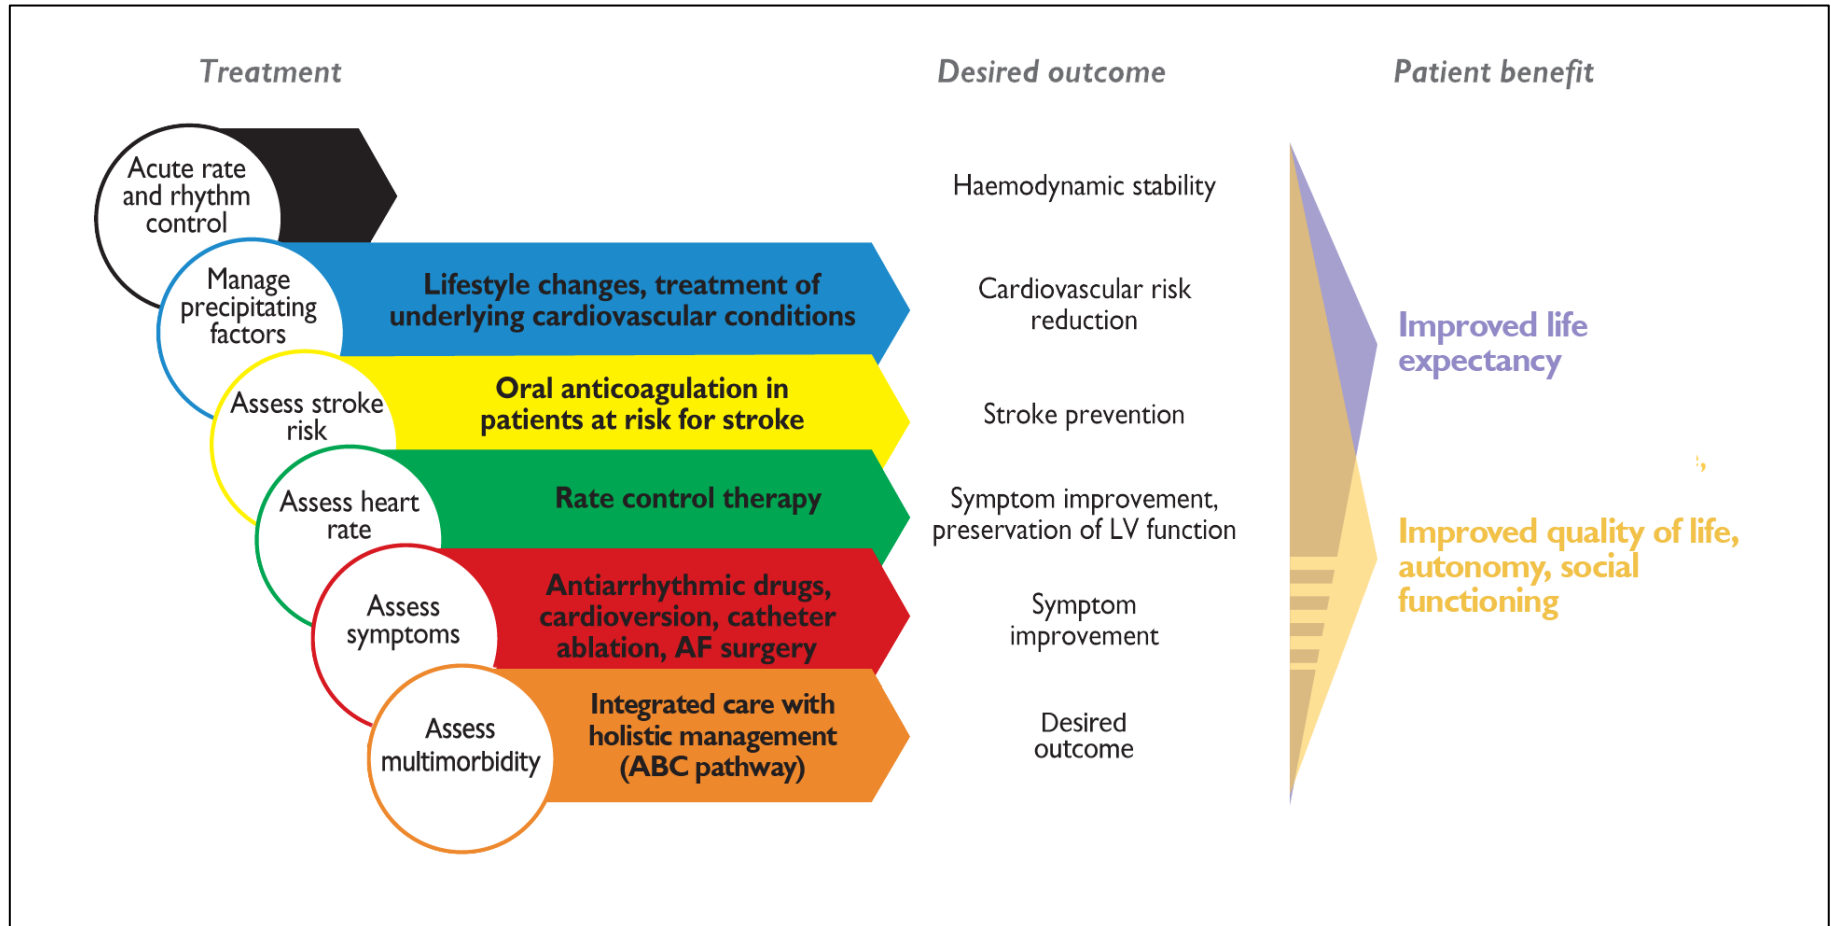 Treatment
Desired outcome
Patient benefit
Acute rate
and rhythm
control
Haemodynamic stability
Manage
precipitating
factors
Lifestyle changes, treatment of
underlying cardiovascular conditions
Cardiovascular risk
reduction
Assess stroke
risk
Oral anticoagulation in
patients at risk for stroke
Stroke prevention
Assess heart
rate
Rate control therapy
Symptom improvement,
preservation of LV function
Assess
symptoms
Antiarrhythmic drugs,
cardioversion, catheter
ablation, AF surgery
Symptom
improvement
Assess
multimorbidity
Integrated care with
holistic management
(ABC pathway)
Desired
outcome
Improved life
expectancy
Improved quality of life,
autonomy, social
functioning